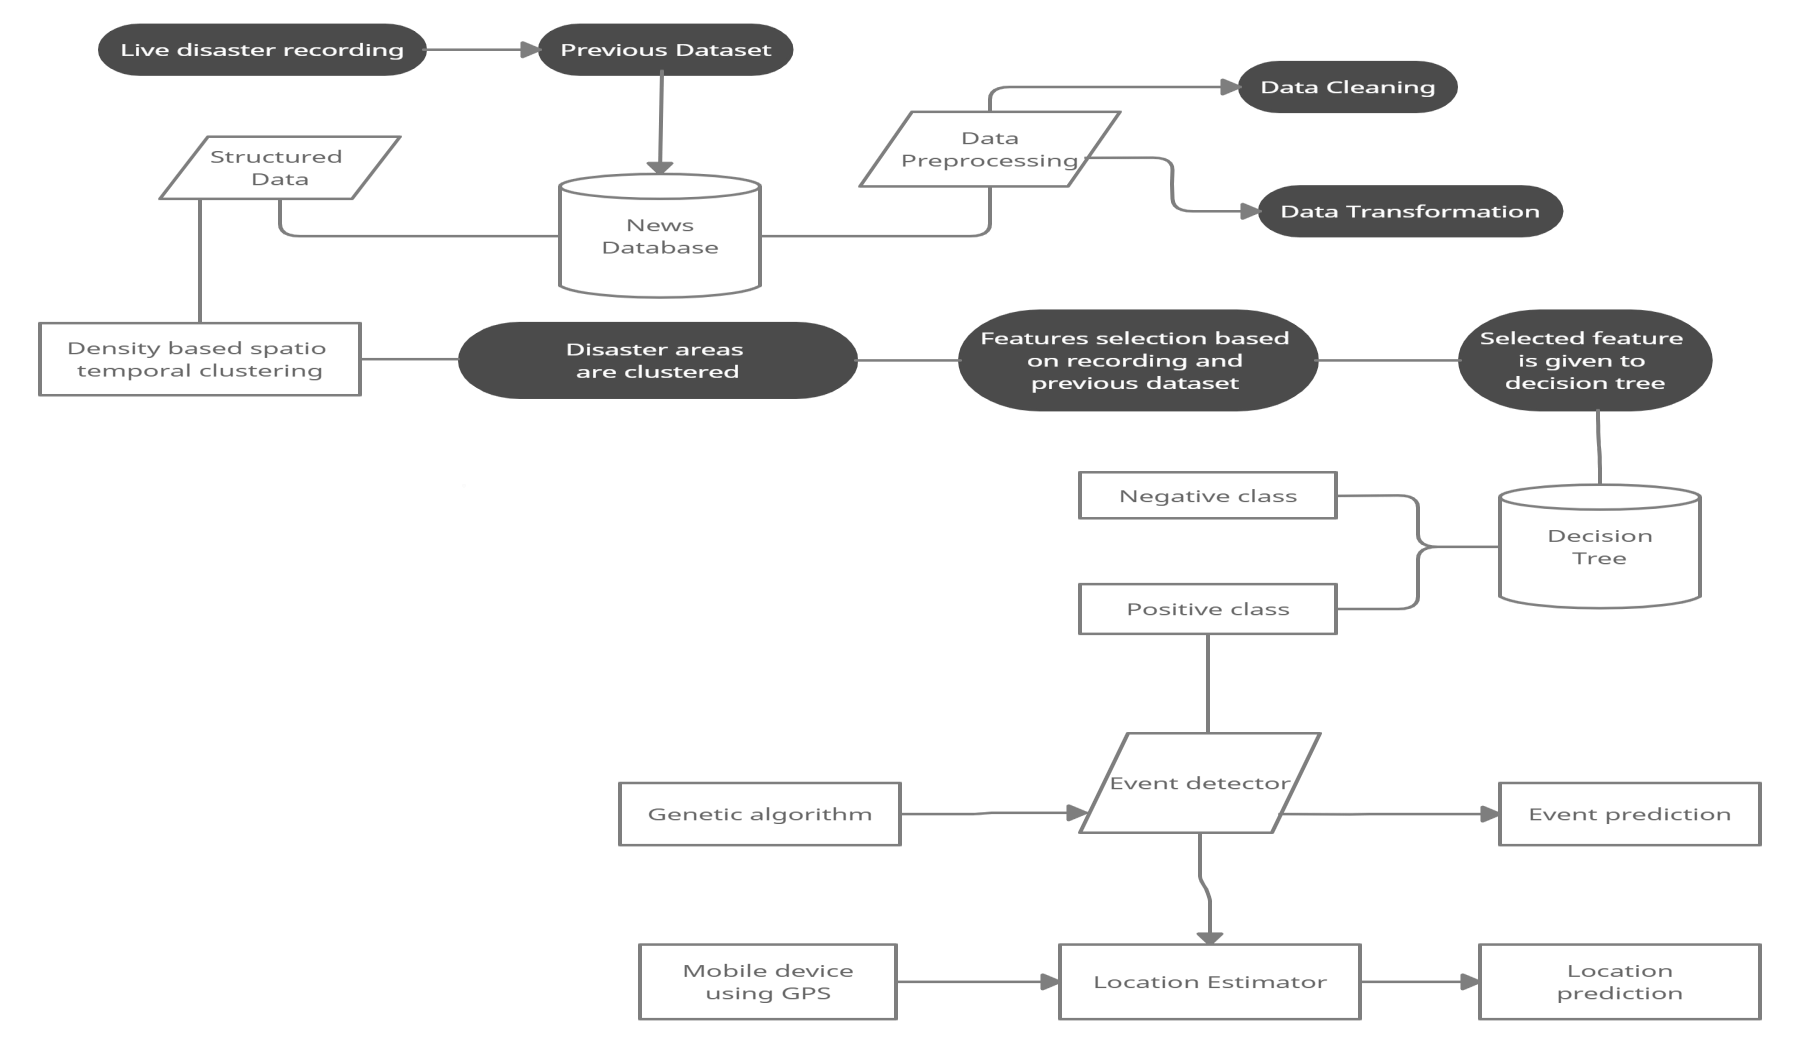 Live disaster recording
Previous Dataset
Data Cleaning
Data
Preprocessing
Structured
Data
Data Transformation
News
Database
Density based spatio
temporal clustering
Disaster areas
are clustered
Features selection based
on recording and
previous dataset
Selected feature
is given to
decision tree
Negative class
Decision
Tree
Positive class
Event detector
Genetic algorithm
Event prediction
Mobile device
using GPS
Location Estimator
Location
prediction